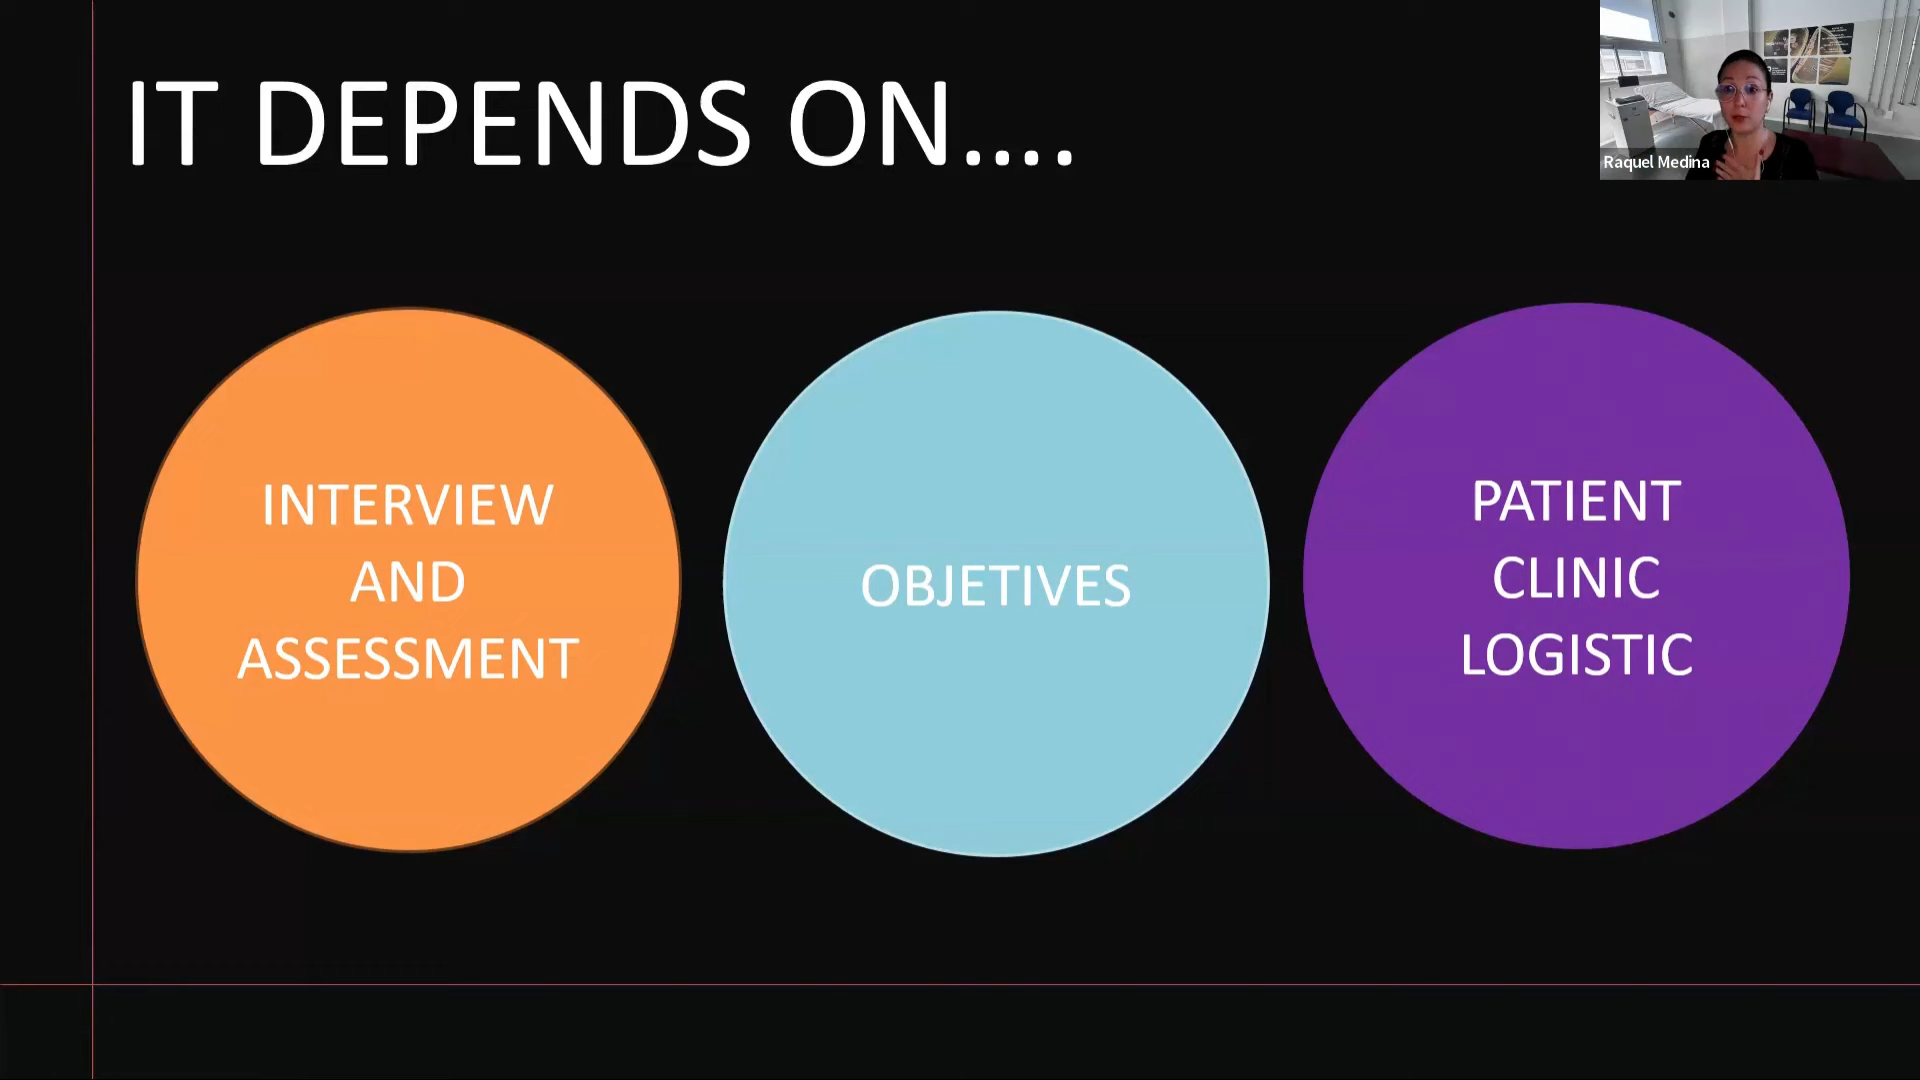 IT DEPENDS ON....
Raquel Medina
INTERVIEW
AND
ASSESSMENT
OBJETIVES
PATIENT
CLINIC
LOGISTIC